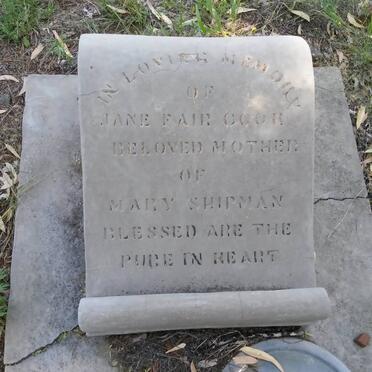 IN LOVING MEMORY
OF
JANE FAIR COOK
BELOVED MOTHER
OF
MARY SHIPMAN
BLESSED ARE THE
PURE IN HEART